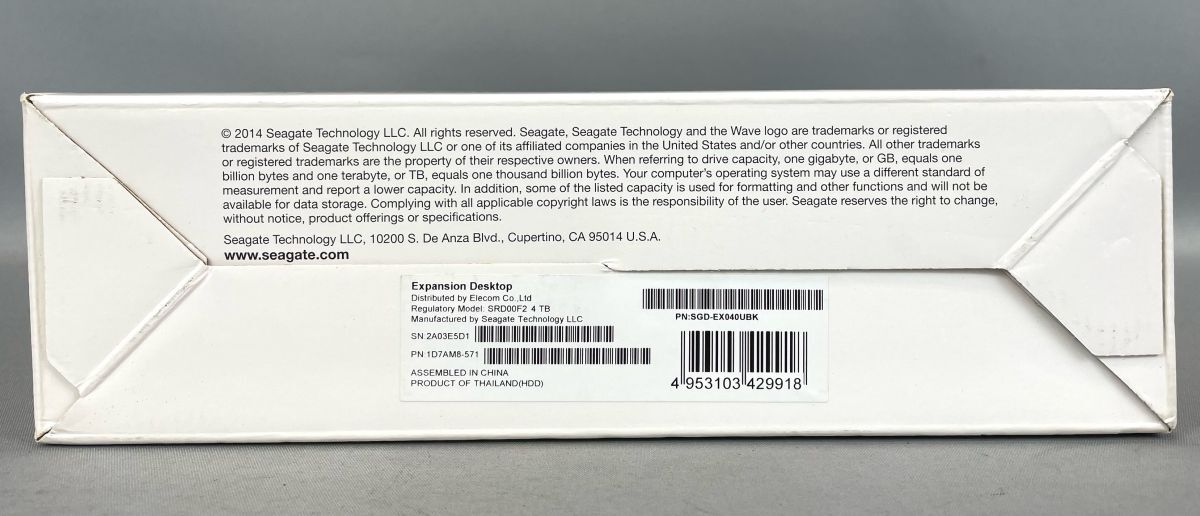 © 2014 Seagate Technology LLC. All rights reserved. Seagate, Seagate Technology and the Wave logo are trademarks or registered
trademarks of Seagate Technology LLC or one of its affiliated companies in the United States and/or other countries. All other trademarks
or registered trademarks are the property of their respective owners. When referring to drive capacity, one gigabyte, or GB, equals one
billion bytes and one terabyte, or TB, equals one thousand billion bytes. Your computer's operating system may use a different standard of
measurement and report a lower capacity. In addition, some of the listed capacity is used for formatting and other functions and will not be
available for data storage. Complying with all applicable copyright laws is the responsibility of the user. Seagate reserves the right to change,
without notice, product offerings or specifications.
Seagate Technology LLC, 10200 S. De Anza Blvd., Cupertino, CA 95014 U.S.A.
www.seagate.com
Expansion Desktop
Distributed by Elecom Co.,Ltd
Regulatory Model: SRD00F2 4 TB
Manufactured by Seagate Technology LLC
SN 2A03E5D1
PN 1D7AM8-571
ASSEMBLED IN CHINA
PRODUCT OF THAILAND(HDD)
PN:SGD-EX040UBK
4 953103 429918